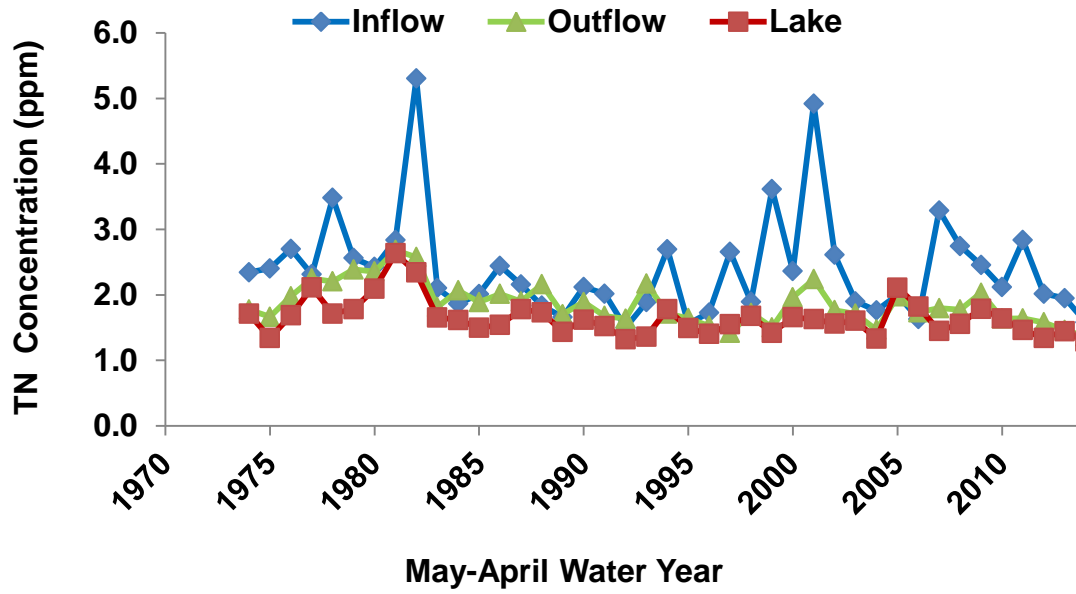 Inflow Outflow Lake
TN Concentration (ppm)
6.0
5.0
4.0
3.0
2.0
1.0
0.0
1970 1975 1980 1985 1990 1995 2000 2005 2010
May-April Water Year